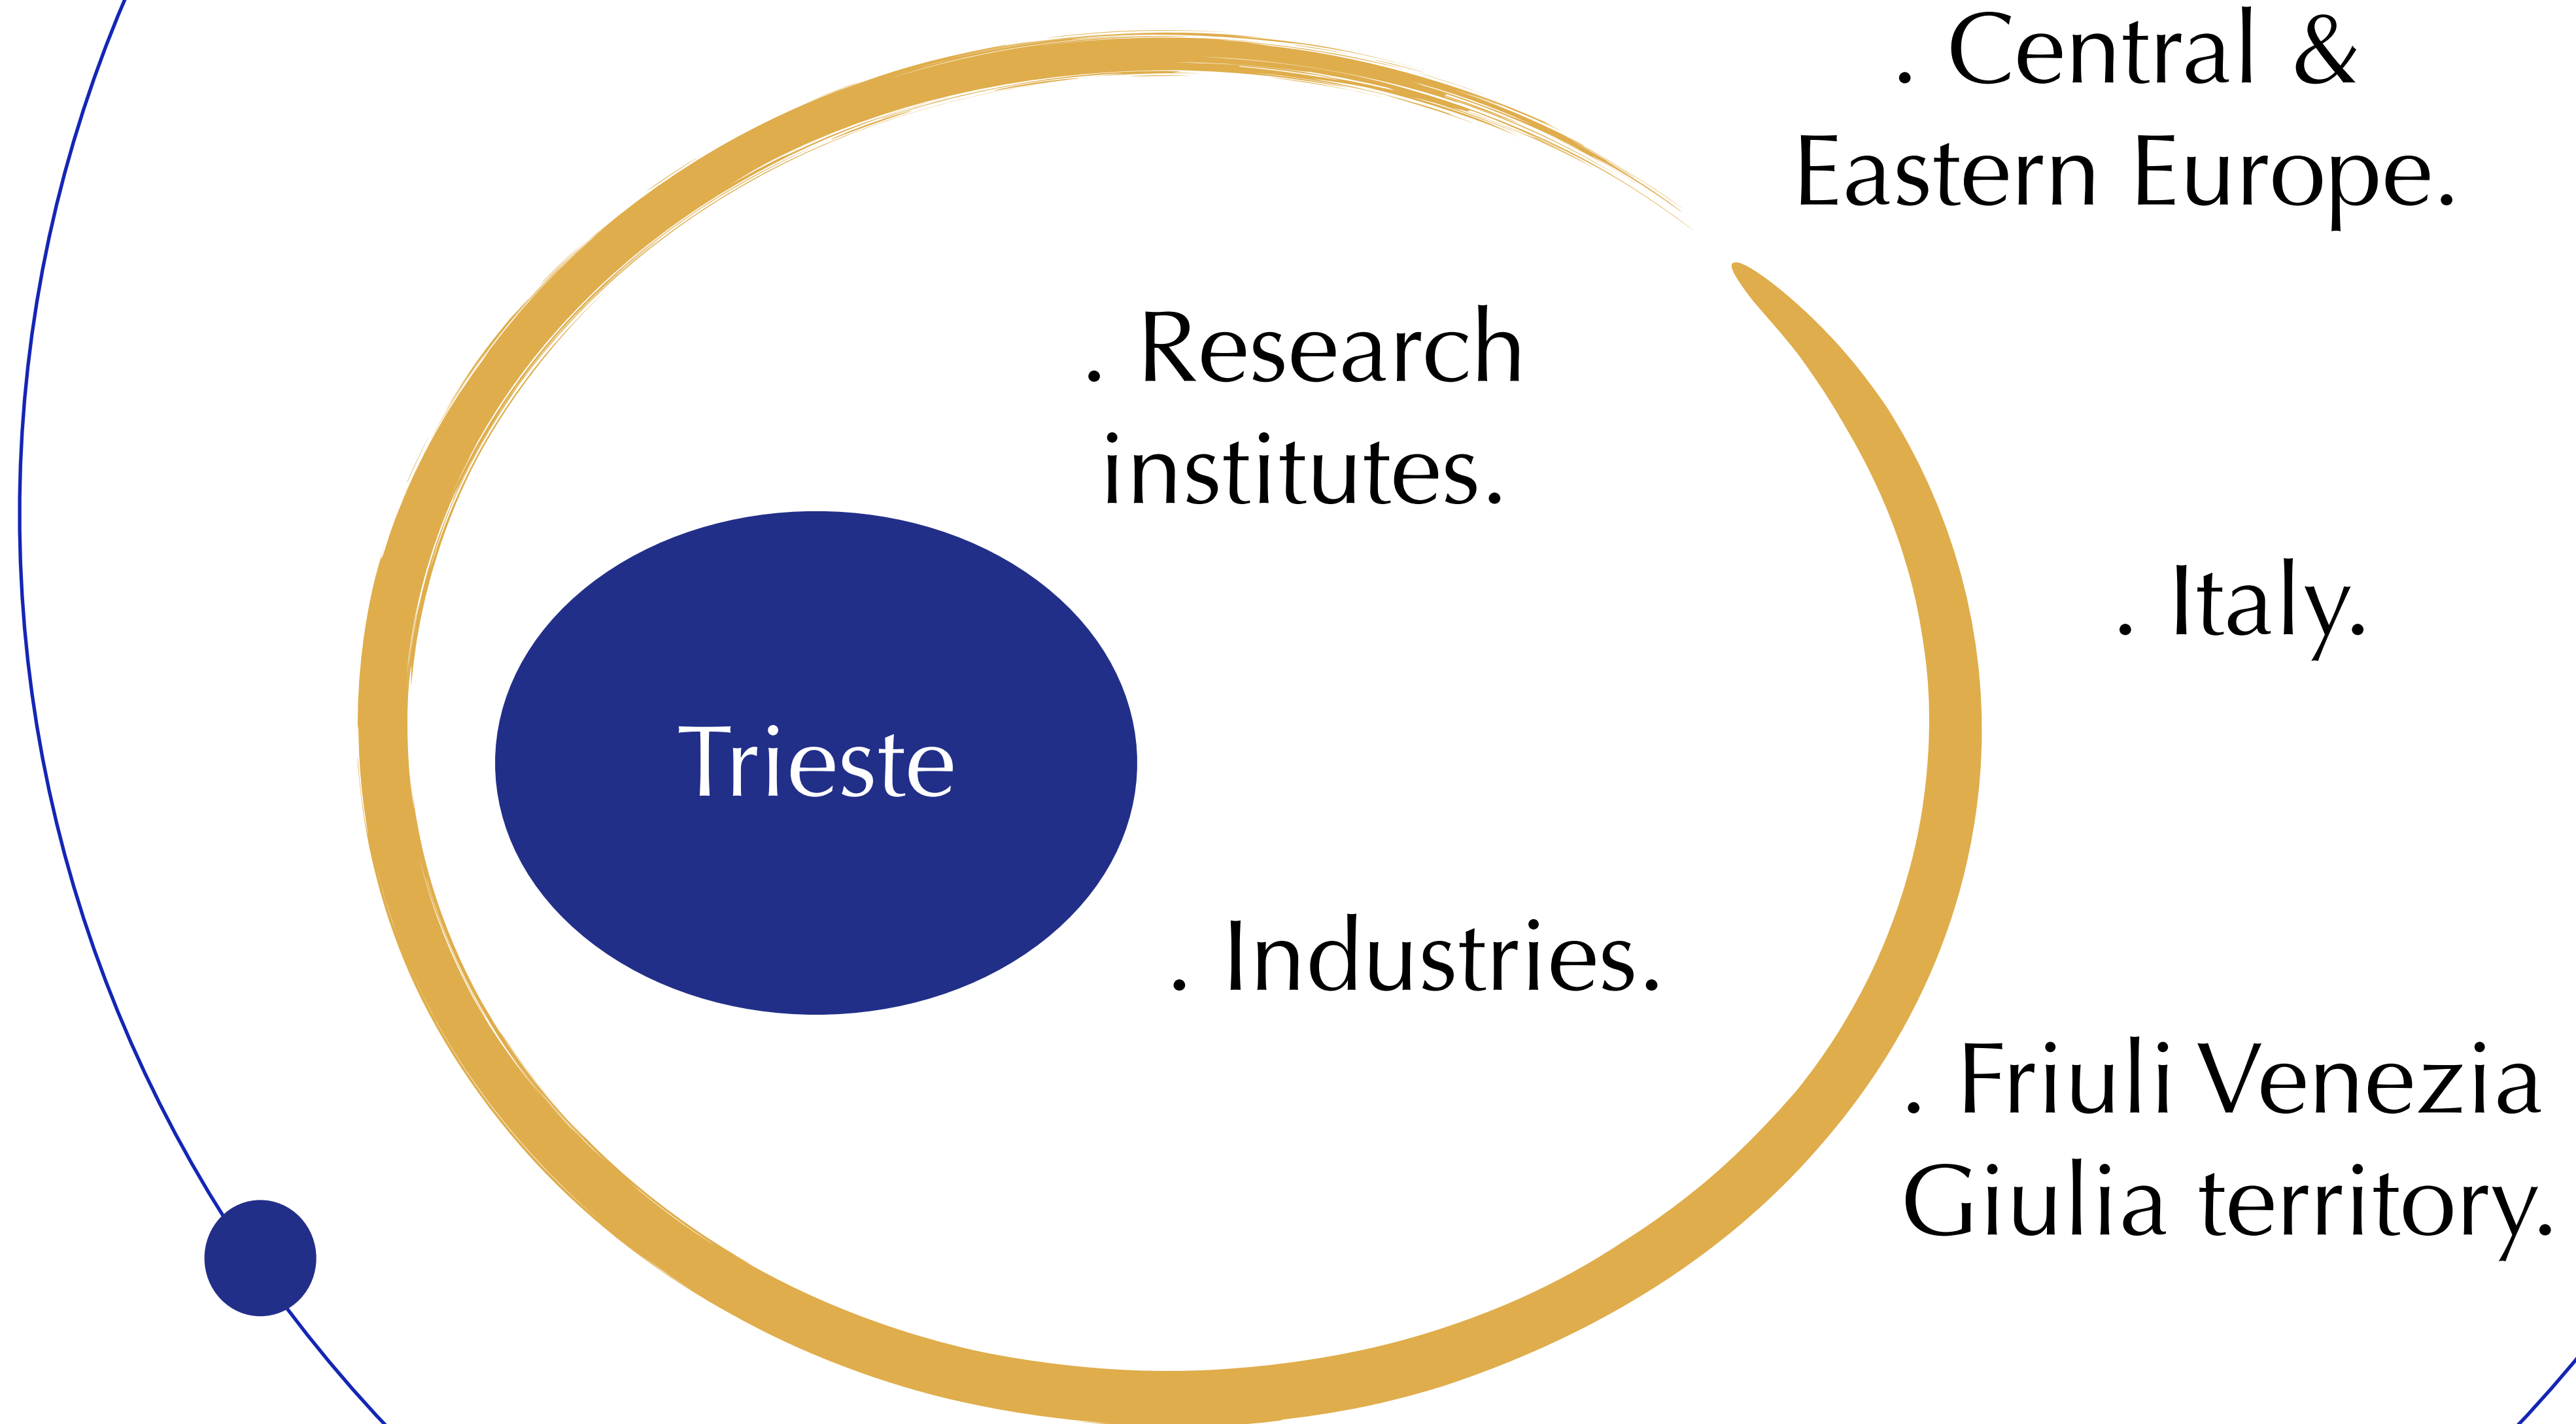 . Central &
Eastern Europe.
. Research
institutes.
. Italy.
Trieste
. Industries.
. Friuli Venezia
Giulia territory.